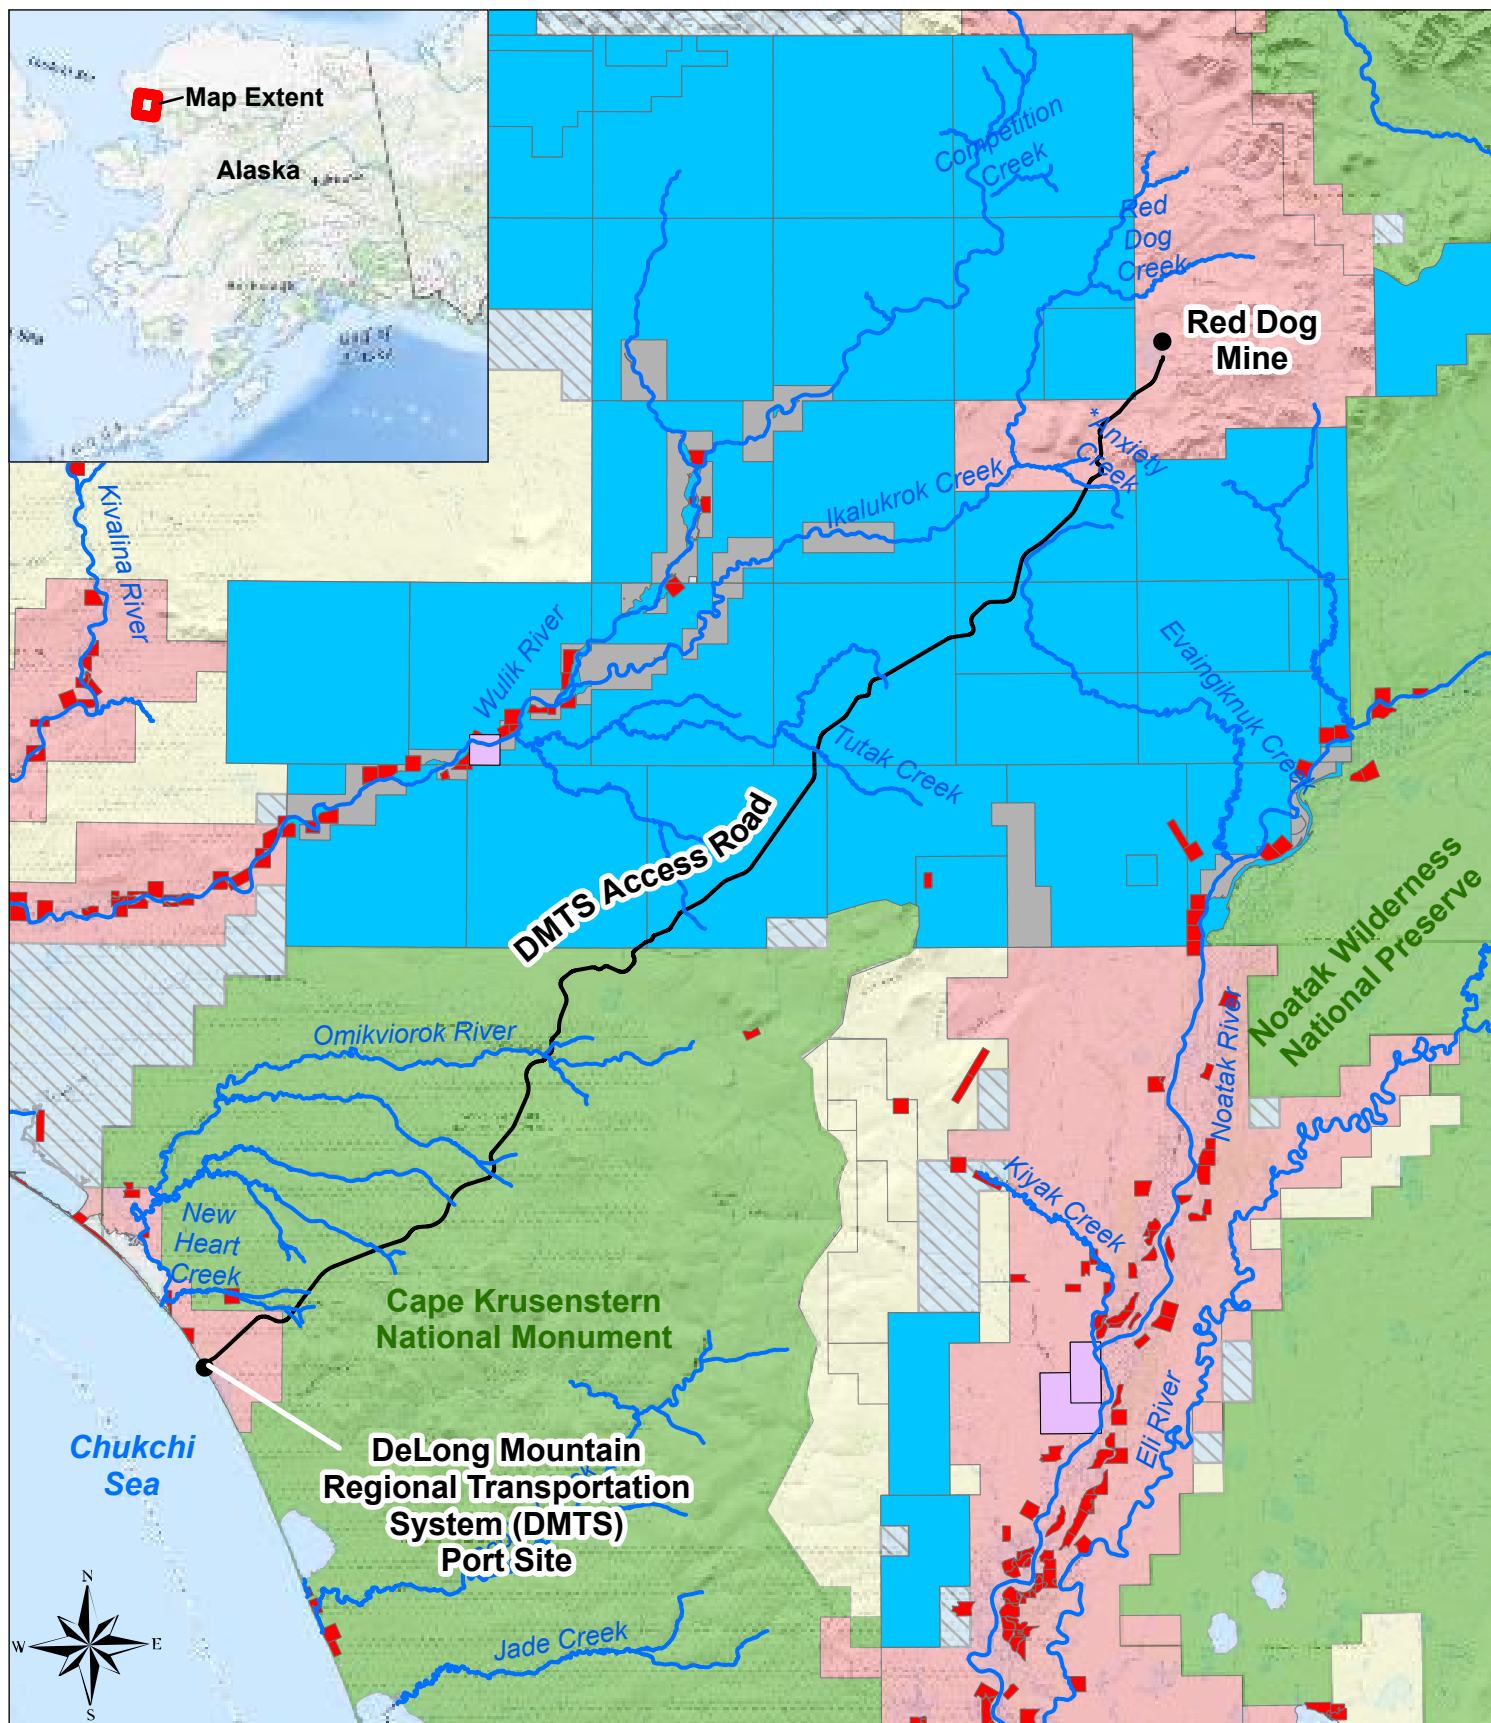 Map Extent
Alaska
Competition
Creek
Red
Dog
Creek
Red Dog
Mine
*Anxiety
Creek
Ikalukrok Creek
Kivalina River
Wulik River
Evaingiknuk Creek
Tutak Creek
DMTS Access Road
Noatak Wilderness
National Preserve
Omikviorok River
Noatak River
Kiyak Creek
New
Heart
Creek
Cape Krusenstern
National Monument
Eli River
Chukchi
Sea
DeLong Mountain
Regional Transportation
System (DMTS)
Port Site
Jade Creek
N
W
E
S